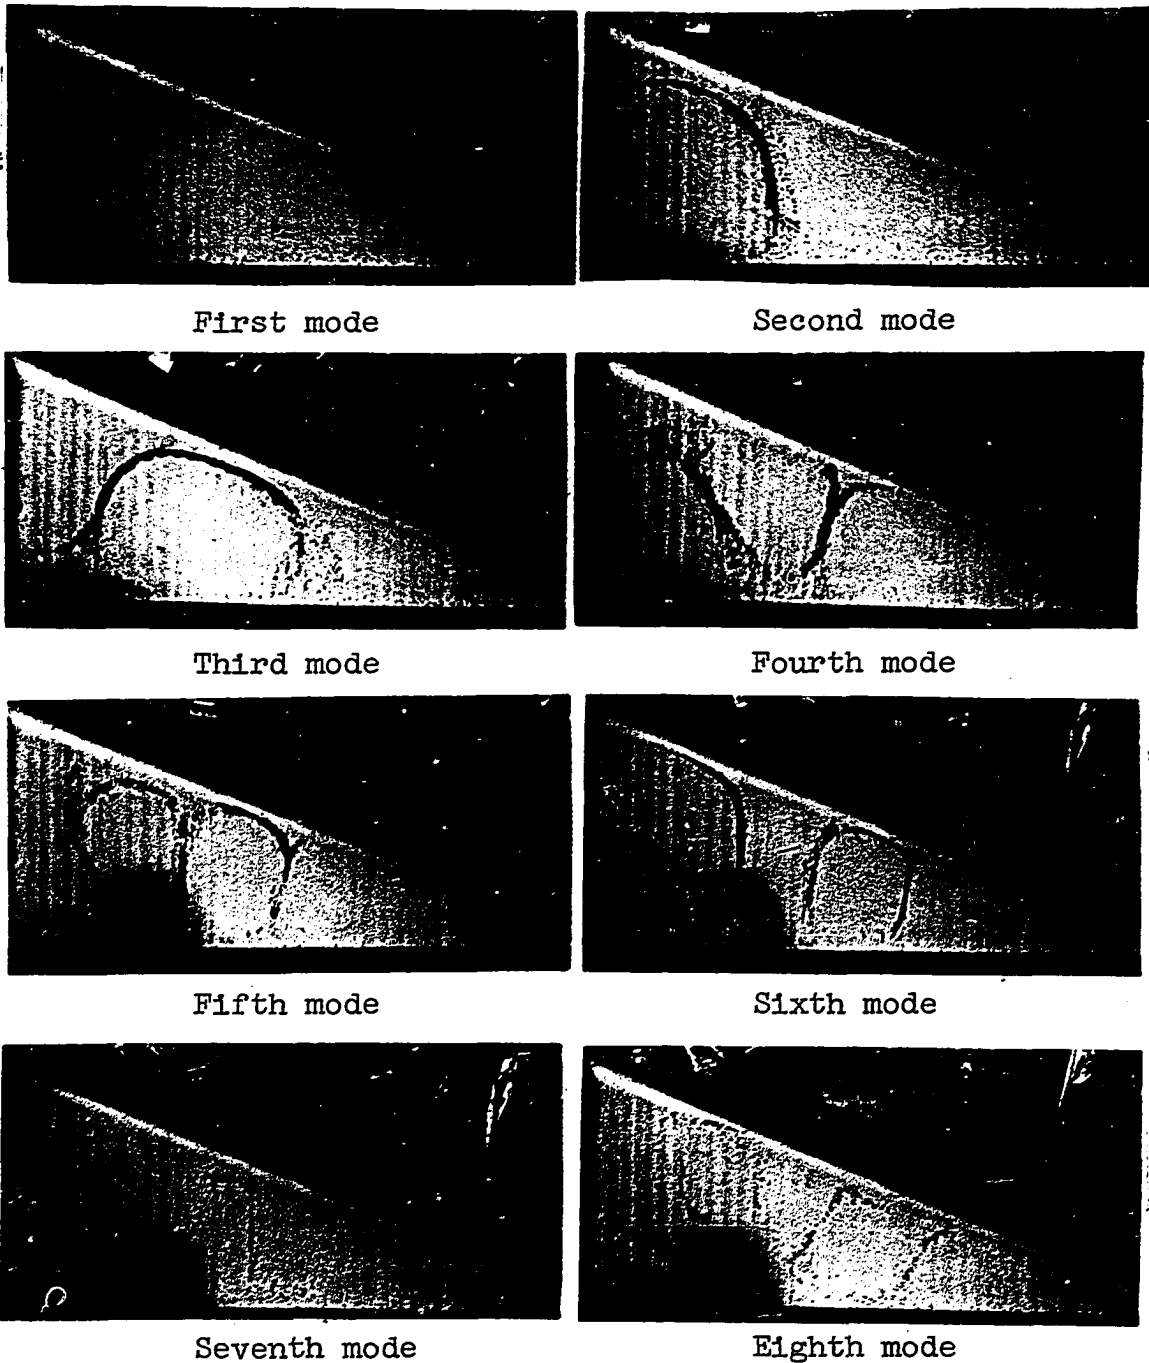 First mode
Second mode
Third mode
Fourth mode
Fifth mode
Sixth mode
Seventh mode
Eighth mode